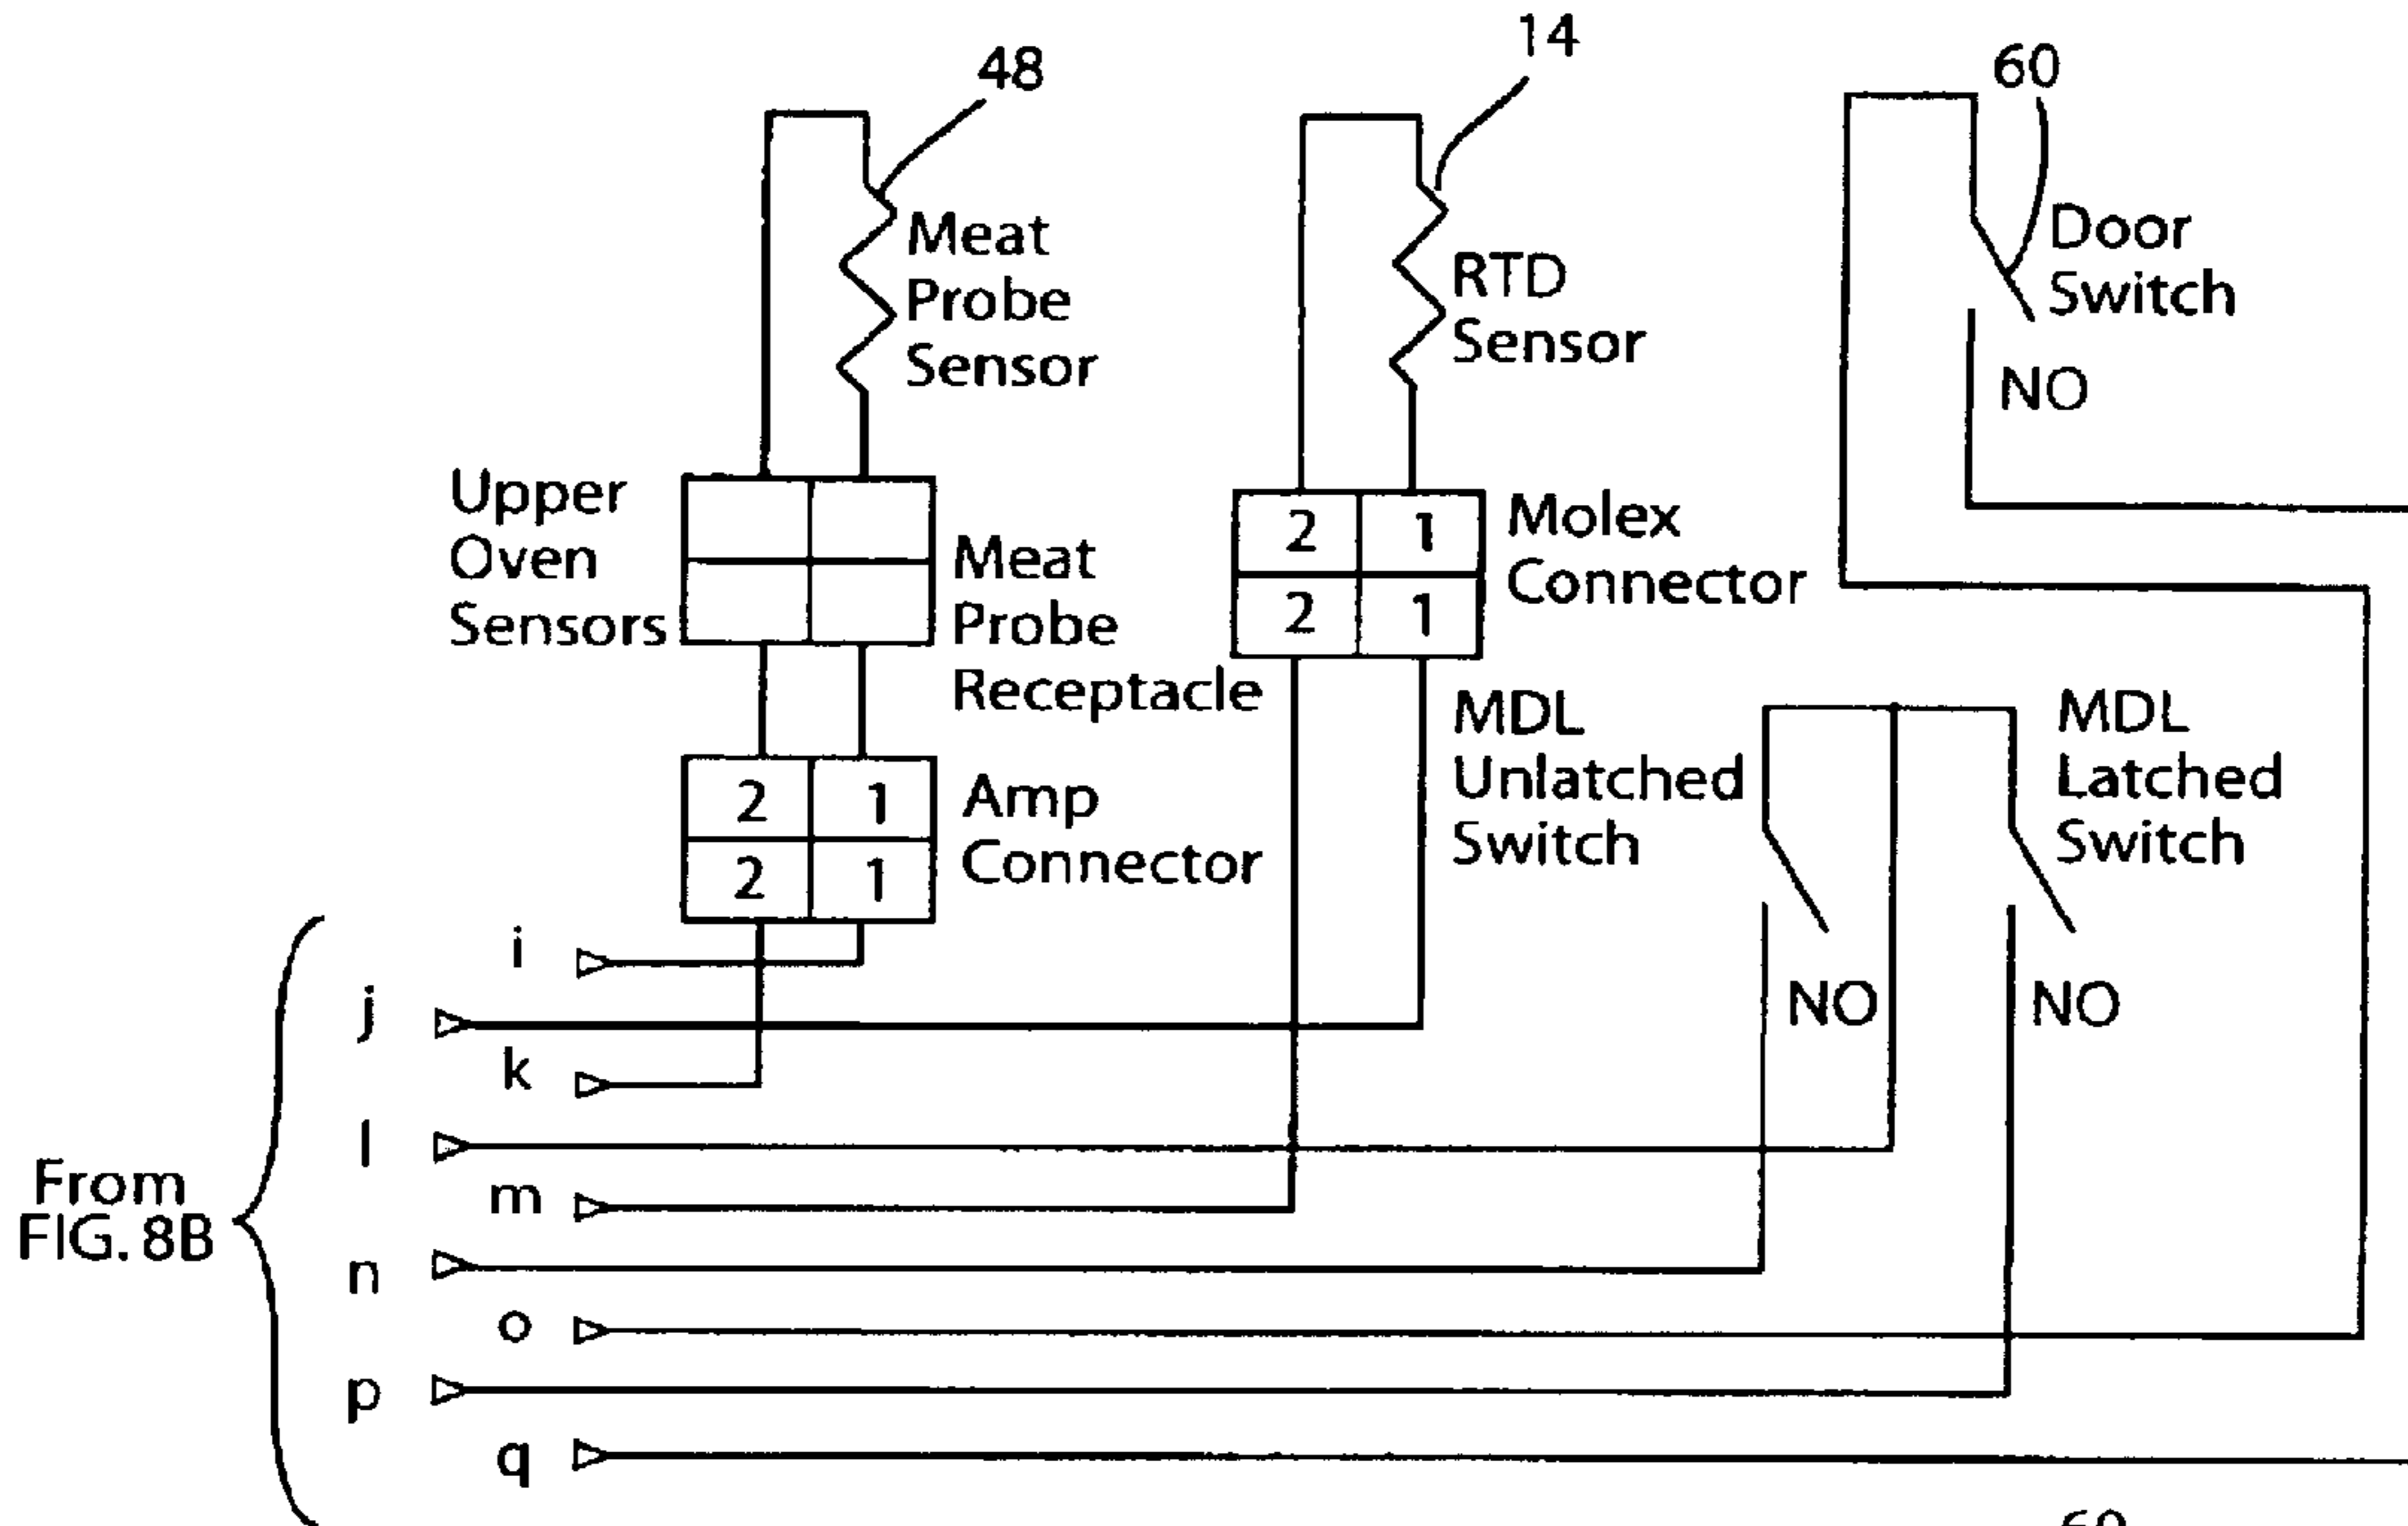 48
14
60
Meat
Probe
Sensor
RTD
Sensor
Door
Switch
NO
Upper
Oven
Sensors
Meat
Probe
Receptacle
2 1
2 1
Molex
Connector
2 1
2 1
Amp
Connector
MDL
Unlatched
Switch
MDL
Latched
Switch
NO
NO
From
FIG. 8B
i
j
k
l
m
n
o
p
q